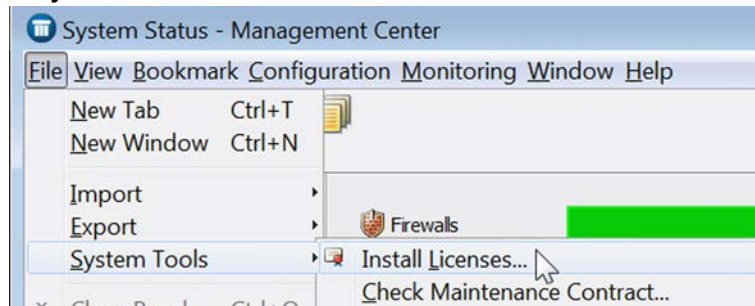 System Status - Management Center
File View Bookmark Configuration Monitoring Window Help
New Tab Ctrl+T
New Window Ctrl+N
Import
Export
Firewalls
System Tools
Install Licenses...
Check Maintenance Contract...